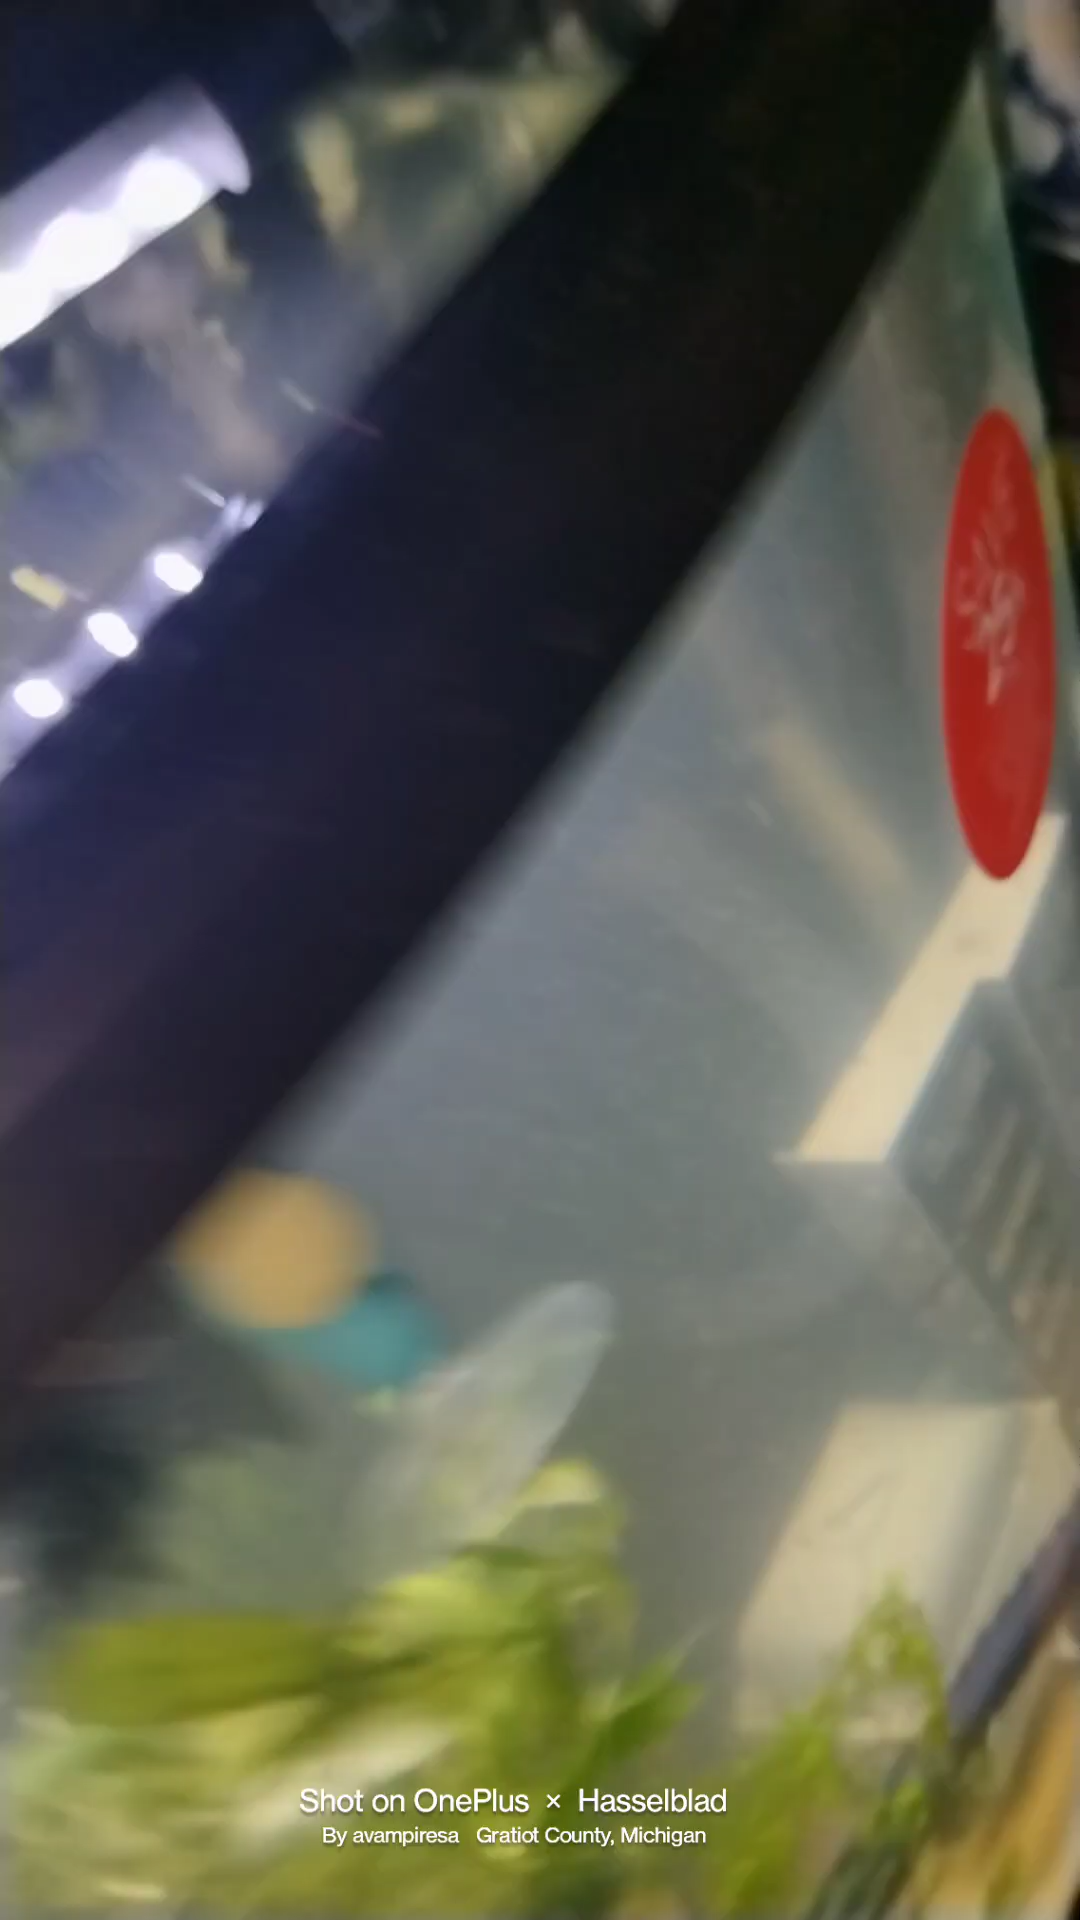 Shot on OnePlus × Hasselblad
By avampiresa Gratiot County, Michigan